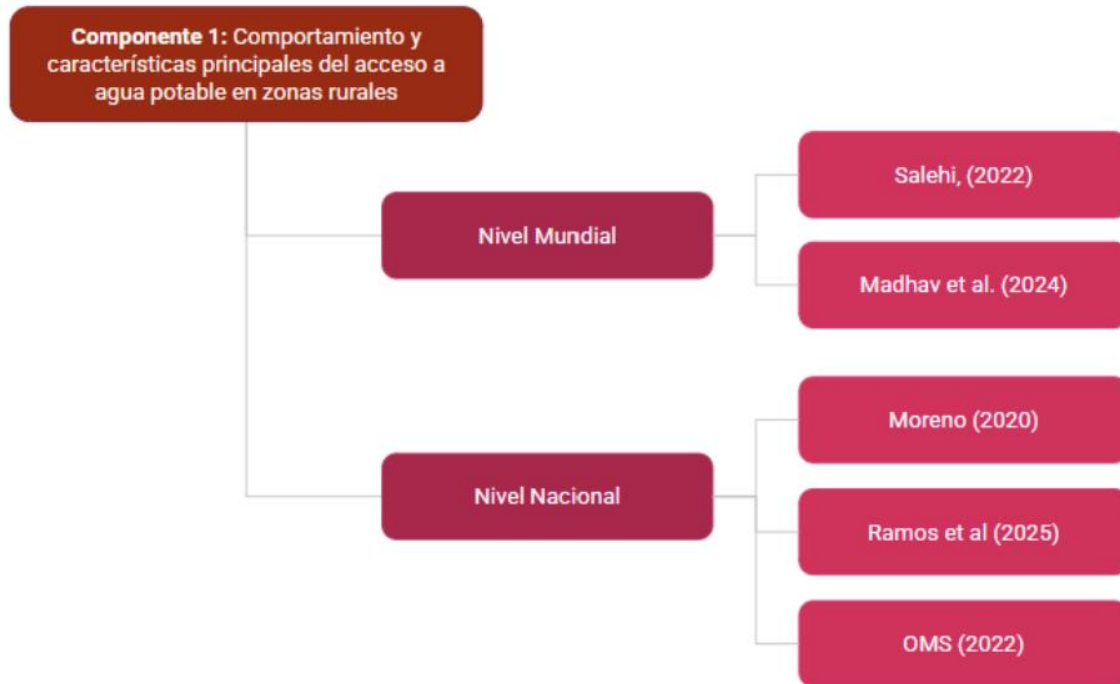 Componente 1: Comportamiento y
características principales del acceso a
agua potable en zonas rurales
Nivel Mundial
Salehi, (2022)
Madhav et al. (2024)
Nivel Nacional
Moreno (2020)
Ramos et al (2025)
OMS (2022)